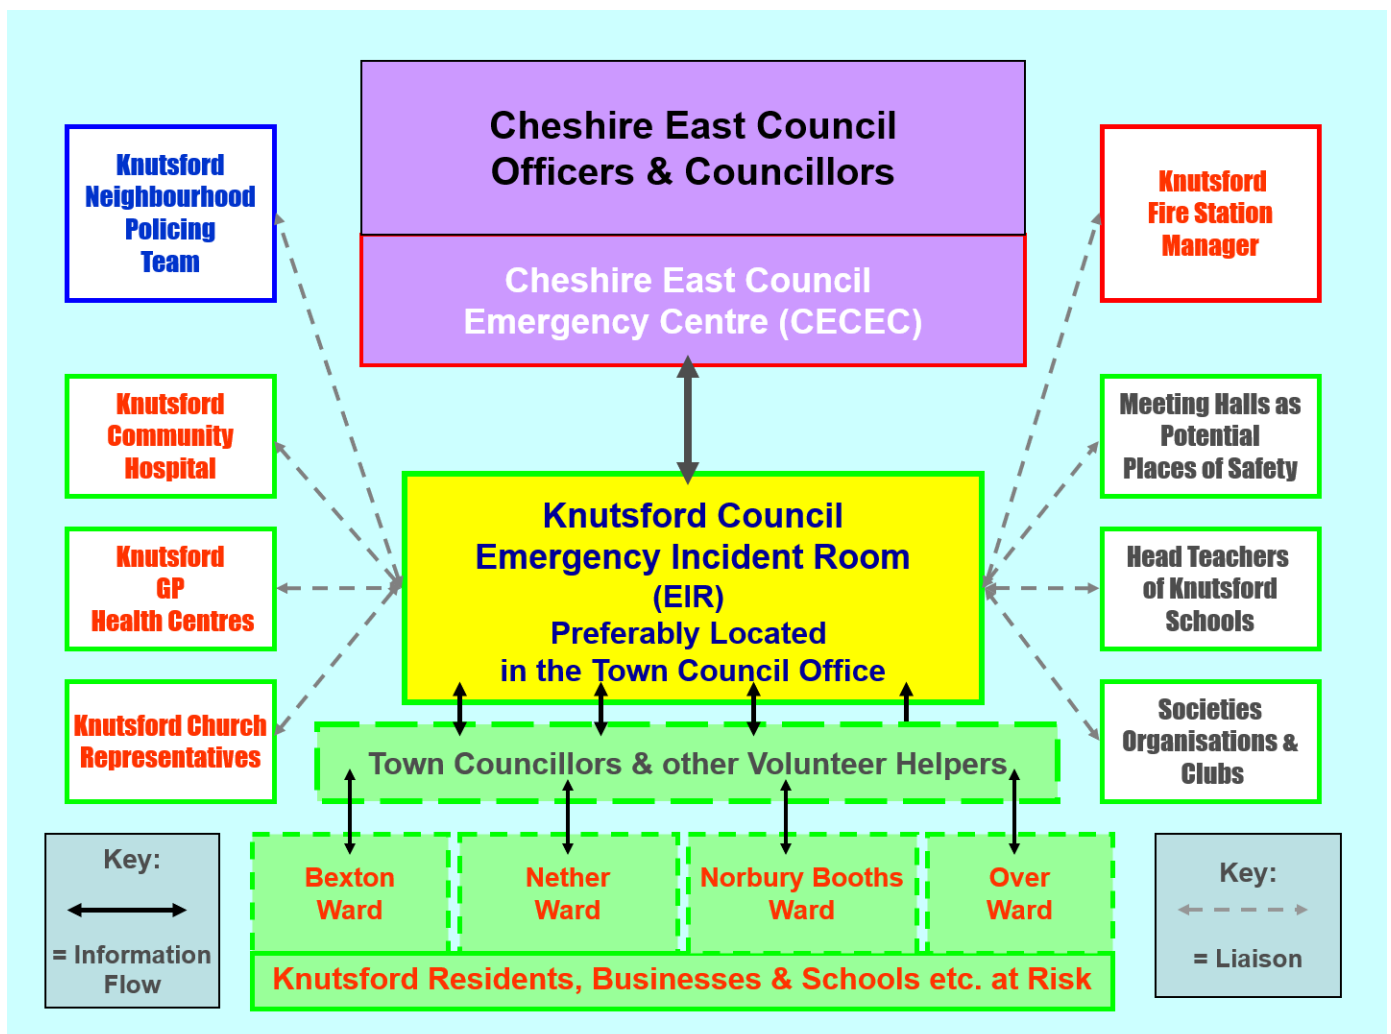 Cheshire East Council
Officers & Councillors
Cheshire East Council
Emergency Centre (CECEC)
Knutsford
Neighbourhood
Policing
Team
Knutsford
Fire Station
Manager
Knutsford
Community
Hospital
Meeting Halls as
Potential
Places of Safety
Knutsford
GP
Health Centres
Head Teachers
of Knutsford
Schools
Knutsford Church
Representatives
Societies
Organisations &
Clubs
Knutsford Council
Emergency Incident Room
(EIR)
Preferably Located
in the Town Council Office
Town Councillors & other Volunteer Helpers
Bexton
Ward
Nether
Ward
Norbury Booths
Ward
Over
Ward
Knutsford Residents, Businesses & Schools etc. at Risk
Key:
= Information
Flow
Key:
= Liaison